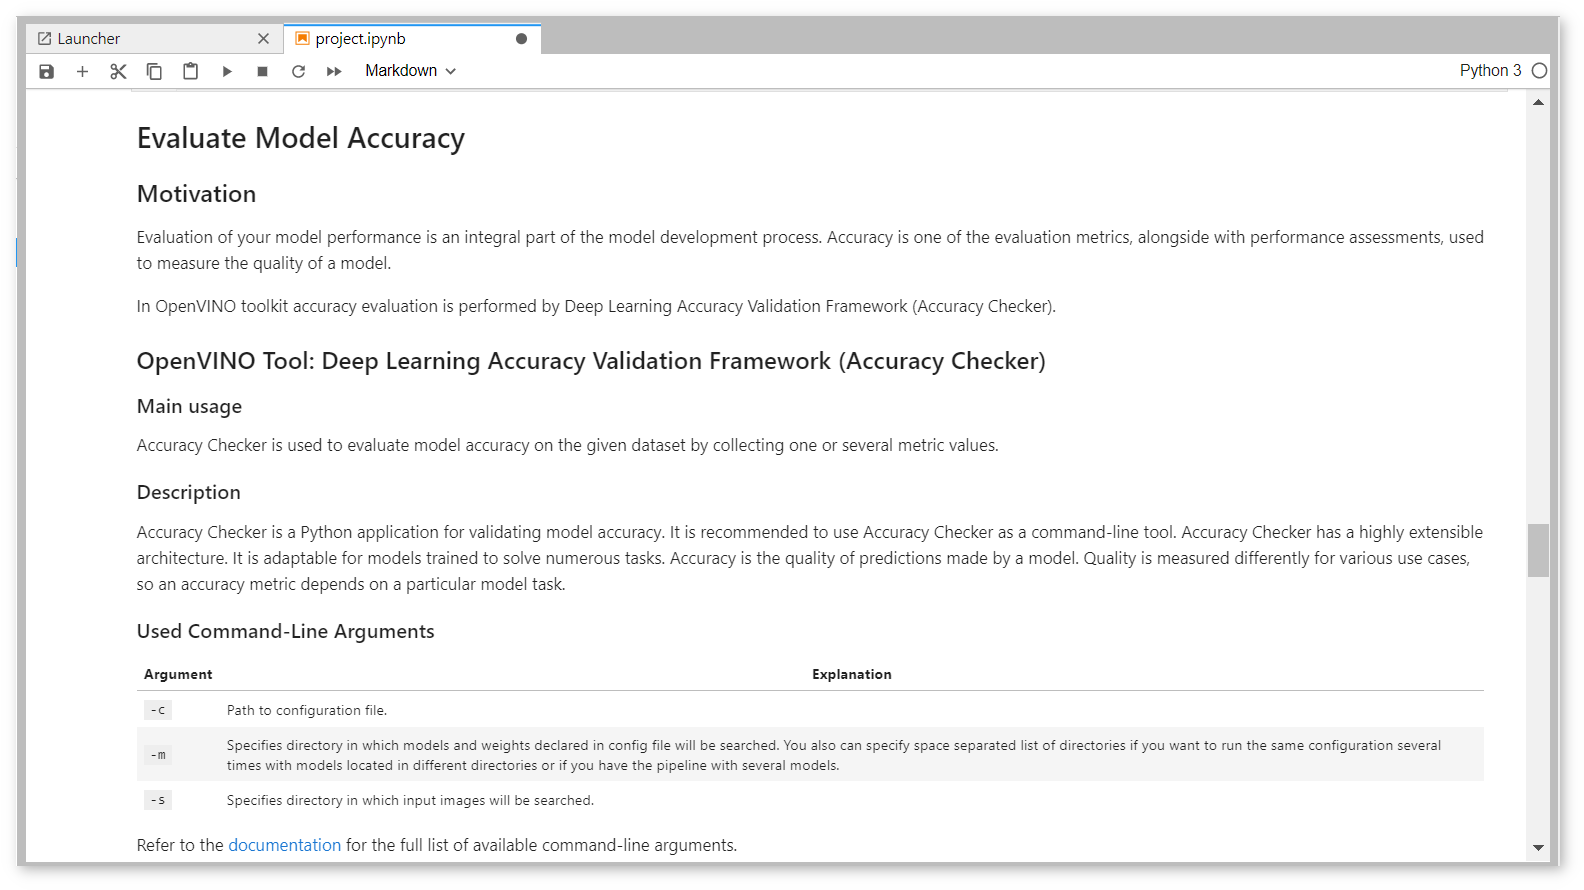 Launcher
project.ipynb
Markdown
Python 3
Evaluate Model Accuracy
Motivation
Evaluation of your model performance is an integral part of the model development process. Accuracy is one of the evaluation metrics, alongside with performance assessments, used
to measure the quality of a model.
In OpenVINO toolkit accuracy evaluation is performed by Deep Learning Accuracy Validation Framework (Accuracy Checker).
OpenVINO Tool: Deep Learning Accuracy Validation Framework (Accuracy Checker)
Main usage
Accuracy Checker is used to evaluate model accuracy on the given dataset by collecting one or several metric values.
Description
Accuracy Checker is a Python application for validating model accuracy. It is recommended to use Accuracy Checker as a command-line tool. Accuracy Checker has a highly extensible
architecture. It is adaptable for models trained to solve numerous tasks. Accuracy is the quality of predictions made by a model. Quality is measured differently for various use cases,
so an accuracy metric depends on a particular model task.
Used Command-Line Arguments
Argument Explanation
-c Path to configuration file.
-m Specifies directory in which models and weights declared in config file will be searched. You also can specify space separated list of directories if you want to run the same configuration several
times with models located in different directories or if you have the pipeline with several models.
-s Specifies directory in which input images will be searched.
Refer to the documentation for the full list of available command-line arguments.